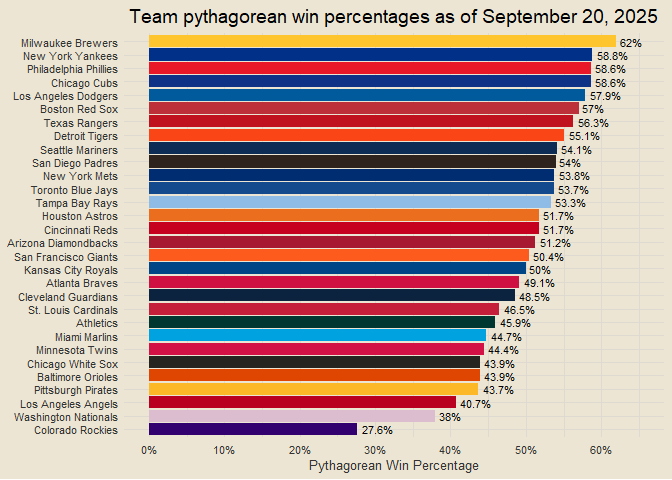 Team pythagorean win percentages as of September 20, 2025
Milwaukee Brewers 62%
New York Yankees 58.8%
Philadelphia Phillies 58.6%
Chicago Cubs 58.6%
Los Angeles Dodgers 57.9%
Boston Red Sox 57%
Texas Rangers 56.3%
Detroit Tigers 55.1%
Seattle Mariners 54.1%
San Diego Padres 54%
New York Mets 53.8%
Toronto Blue Jays 53.7%
Tampa Bay Rays 53.3%
Houston Astros 51.7%
Cincinnati Reds 51.7%
Arizona Diamondbacks 51.2%
San Francisco Giants 50.4%
Kansas City Royals 50%
Atlanta Braves 49.1%
Cleveland Guardians 48.5%
St. Louis Cardinals 46.5%
Athletics 45.9%
Miami Marlins 44.7%
Minnesota Twins 44.4%
Chicago White Sox 43.9%
Baltimore Orioles 43.9%
Pittsburgh Pirates 43.7%
Los Angeles Angels 40.7%
Washington Nationals 38%
Colorado Rockies 27.6%
0% 10% 20% 30% 40% 50% 60%
Pythagorean Win Percentage